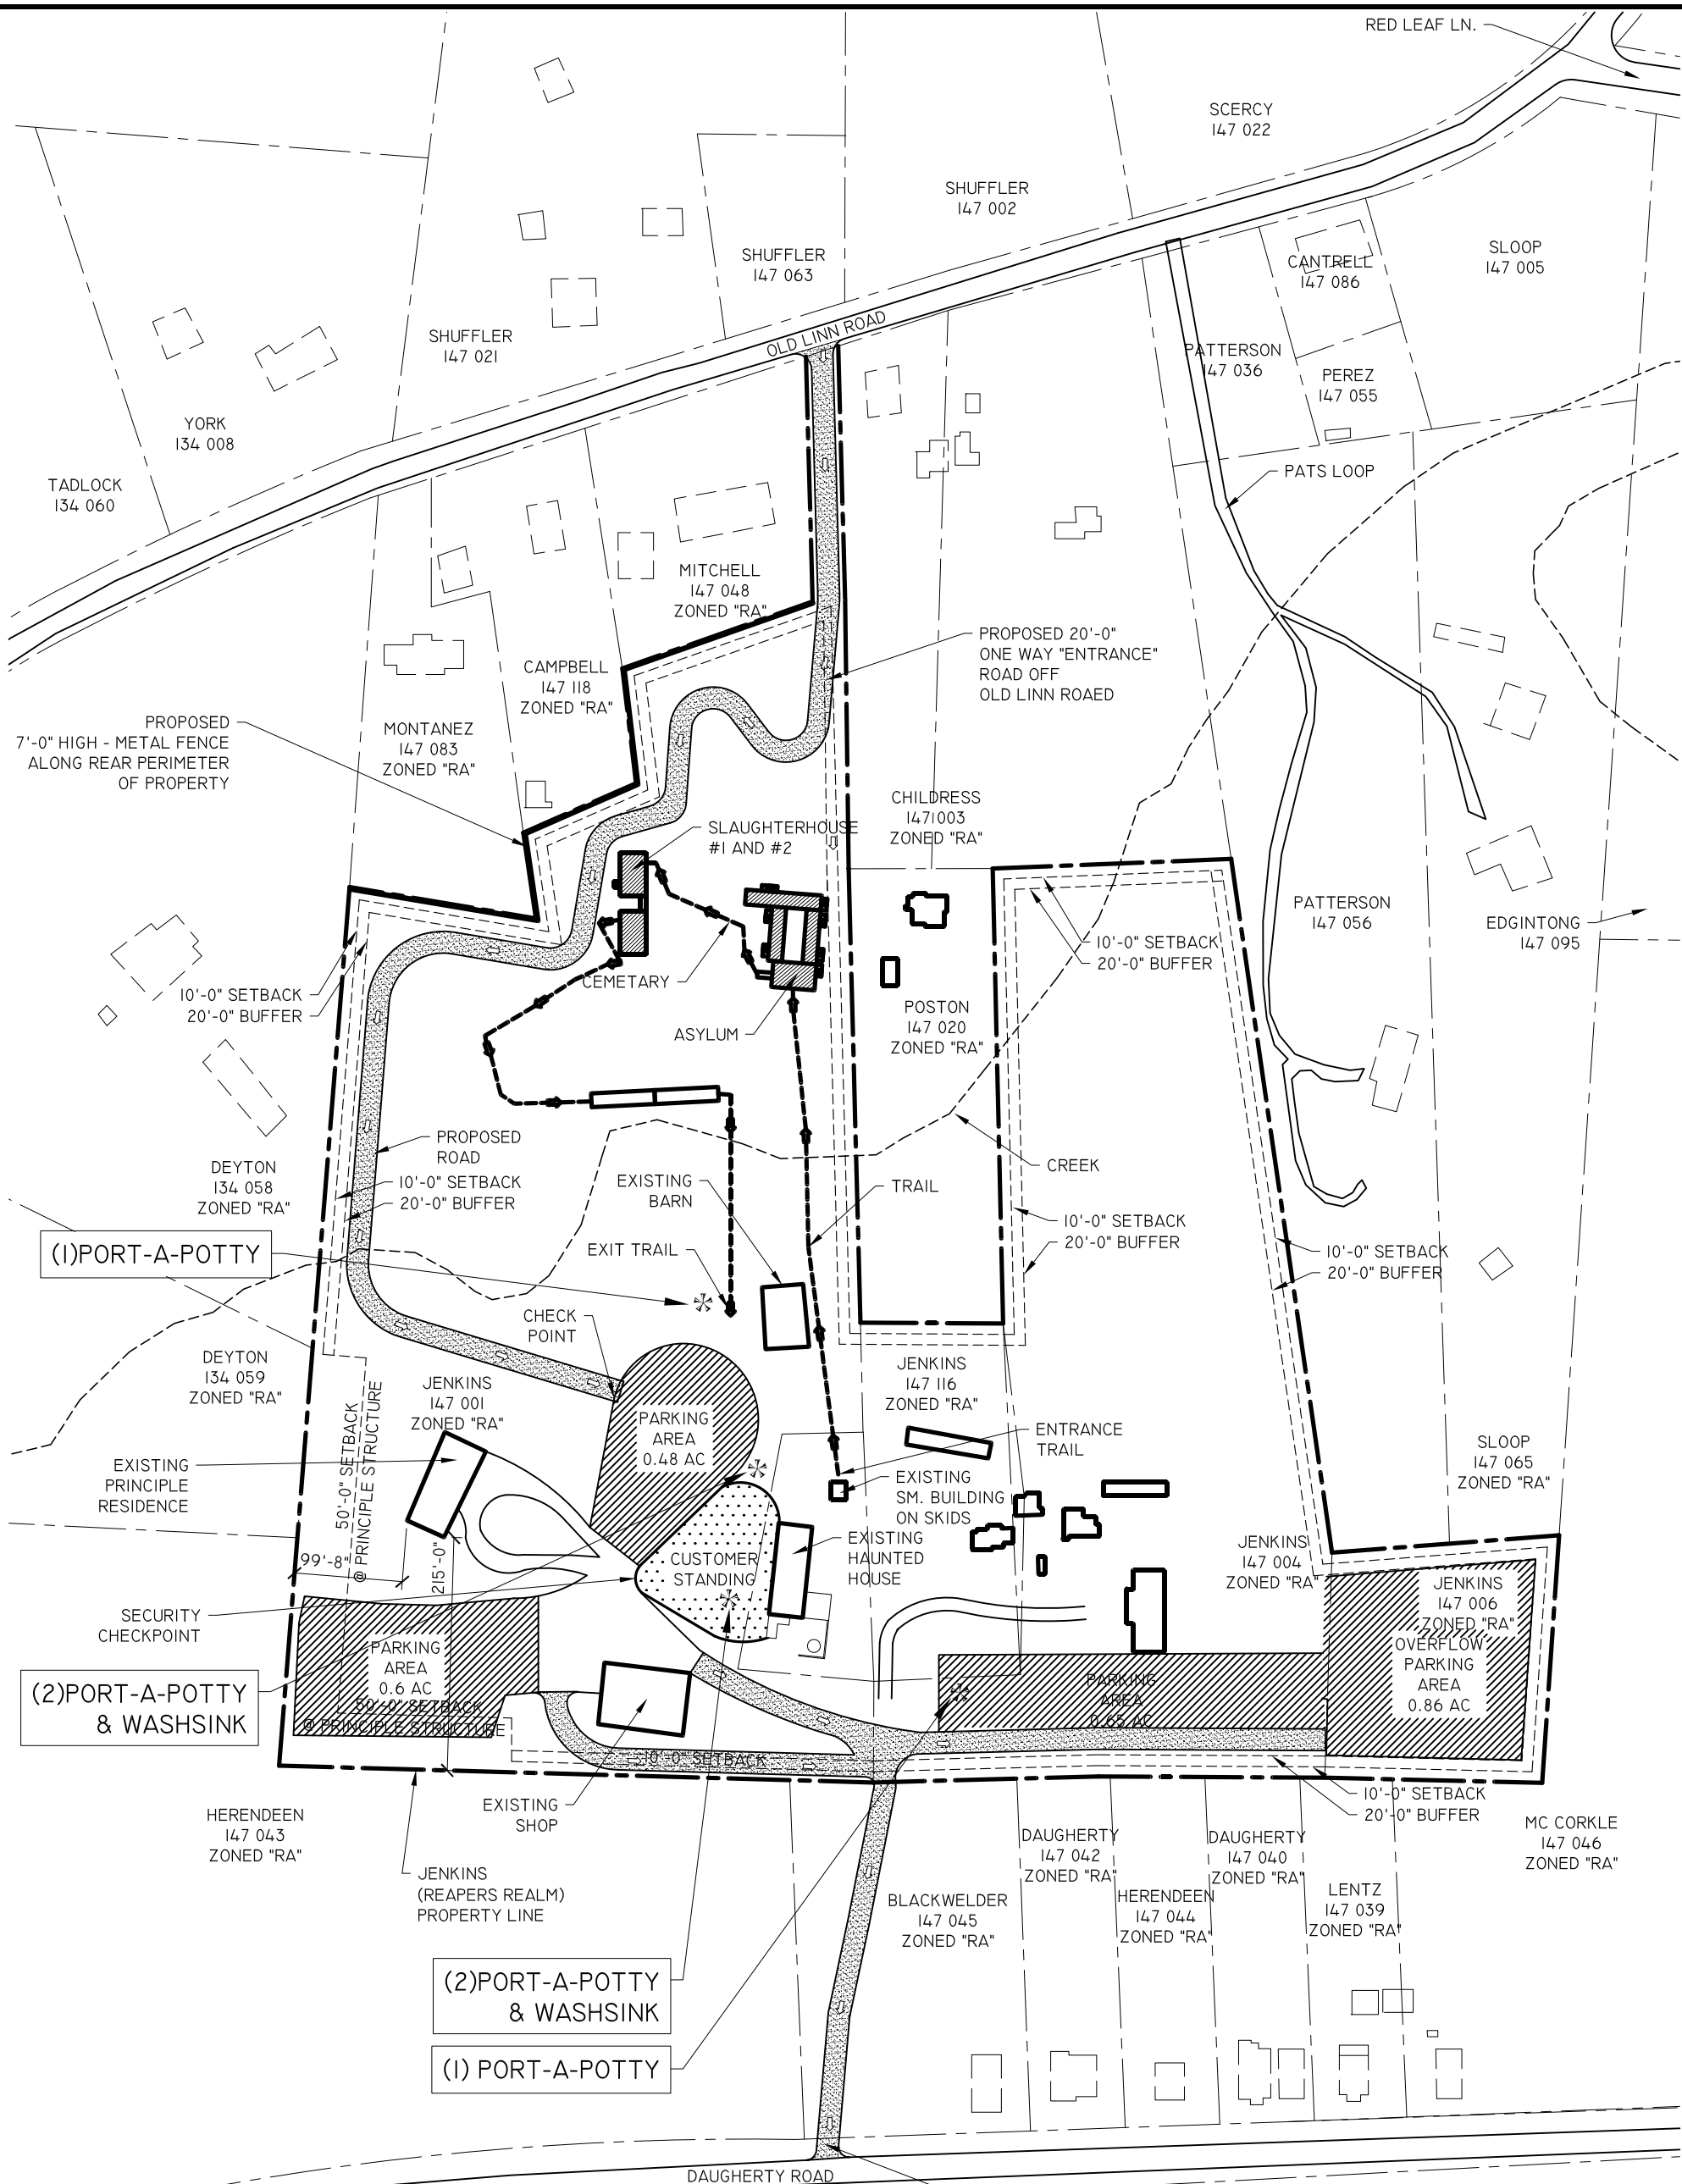 RED LEAF LN.
SCERCY
147 022
SHUFFLER
147 002
SHUFFLER
147 063
SLOOP
147 005
CANTRELL
147 086
OLD LINN ROAD
SHUFFLER
147 021
PATTERSON
147 036
PEREZ
147 055
YORK
134 008
TADLOCK
134 060
PATS LOOP
MITCHELL
147 048
ZONED "RA"
PROPOSED 20'-0"
ONE WAY "ENTRANCE"
ROAD OFF
OLD LINN ROAED
CAMPBELL
147 118
ZONED "RA"
PROPOSED
7'-0" HIGH - METAL FENCE
ALONG REAR PERIMETER
OF PROPERTY
MONTANEZ
147 083
ZONED "RA"
SLAUGHTERHOUSE
#1 AND #2
CHILDRESS
147 003
ZONED "RA"
PATTERSON
147 056
EDGINTONG
147 095
10'-0" SETBACK
20'-0" BUFFER
CEMETARY
10'-0" SETBACK
20'-0" BUFFER
ASYLUM
POSTON
147 020
ZONED "RA"
PROPOSED
ROAD
CREEK
DEYTON
134 058
ZONED "RA"
10'-0" SETBACK
20'-0" BUFFER
EXISTING
BARN
TRAIL
10'-0" SETBACK
20'-0" BUFFER
(1)PORT-A-POTTY
EXIT TRAIL
10'-0" SETBACK
20'-0" BUFFER
CHECK
POINT
DEYTON
134 059
ZONED "RA"
JENKINS
147 001
ZONED "RA"
JENKINS
147 116
ZONED "RA"
50'-0" SETBACK
@ PRINCIPLE STRUCTURE
PARKING
AREA
0.48 AC
ENTRANCE
TRAIL
SLOOP
147 065
ZONED "RA"
EXISTING
PRINCIPLE
RESIDENCE
EXISTING
SM. BUILDING
ON SKIDS
EXISTING
HAUNTED
HOUSE
CUSTOMER
STANDING
JENKINS
147 004
ZONED "RA"
99'-8"
215'-0"
JENKINS
147 006
ZONED "RA"
SECURITY
CHECKPOINT
PARKING
AREA
0.6 AC
OVERFLOW
PARKING
AREA
0.86 AC
(2)PORT-A-POTTY
& WASHSINK
50'-0" SETBACK
@ PRINCIPLE STRUCTURE
PARKING
AREA
0.65 AC
10'-0" SETBACK
EXISTING
SHOP
10'-0" SETBACK
20'-0" BUFFER
HERENDEEN
147 043
ZONED "RA"
MC CORKLE
147 046
ZONED "RA"
DAUGHERTY
147 042
ZONED "RA"
DAUGHERTY
147 040
ZONED "RA"
JENKINS
(REAPERS REALM)
PROPERTY LINE
BLACKWELDER
147 045
ZONED "RA"
HERENDEEN
147 044
ZONED "RA"
LENTZ
147 039
ZONED "RA"
(2)PORT-A-POTTY
& WASHSINK
(1) PORT-A-POTTY
DAUGHERTY ROAD